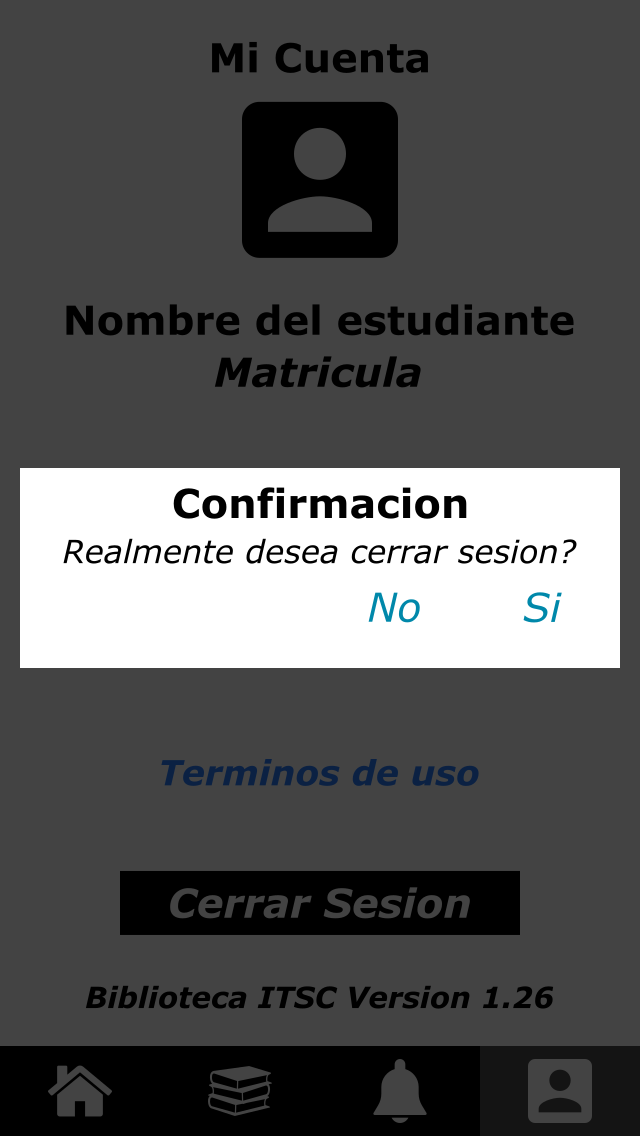 Mi Cuenta
Nombre del estudiante
Matricula
Confirmacion
Realmente desea cerrar sesion?
No Si
Terminos de uso
Cerrar Sesion
Biblioteca ITSC Version 1.26